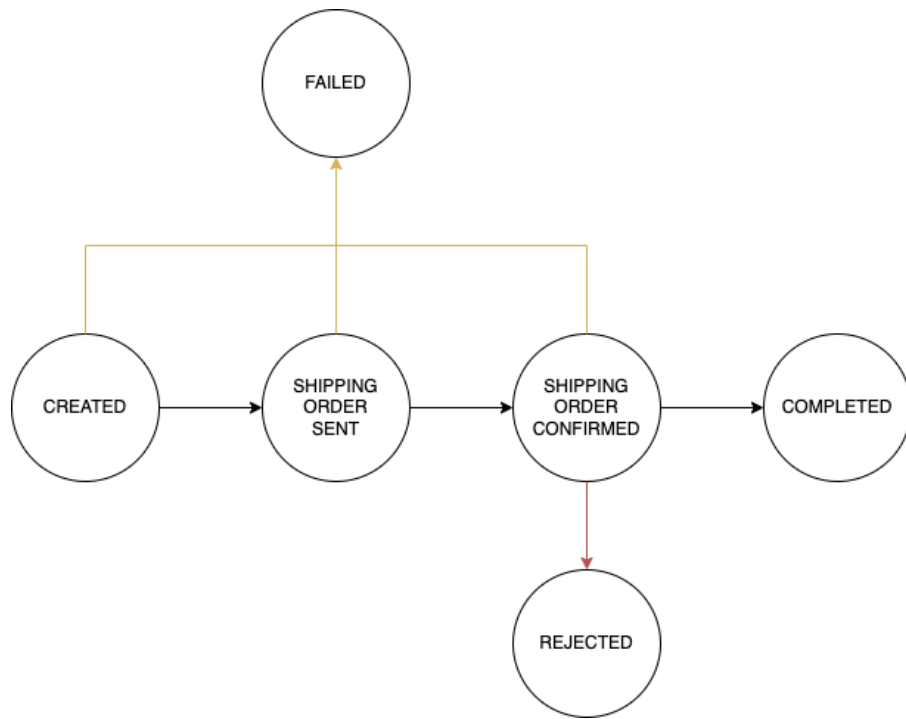 FAILED
CREATED
SHIPPING
ORDER
SENT
SHIPPING
ORDER
CONFIRMED
COMPLETED
REJECTED